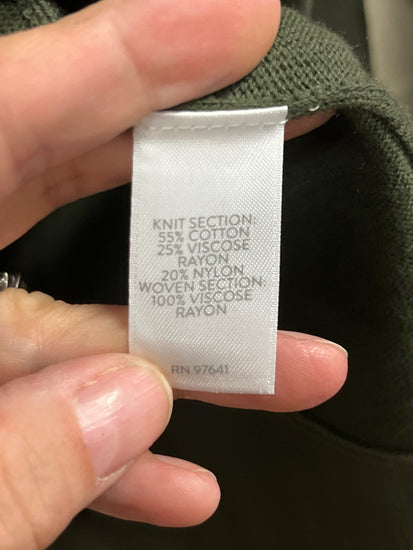 KNIT SECTION:
55% COTTON
25% VISCOSE
RAYON
20% NYLON
WOVEN SECTION:
100% VISCOSE
RAYON
RN 97641